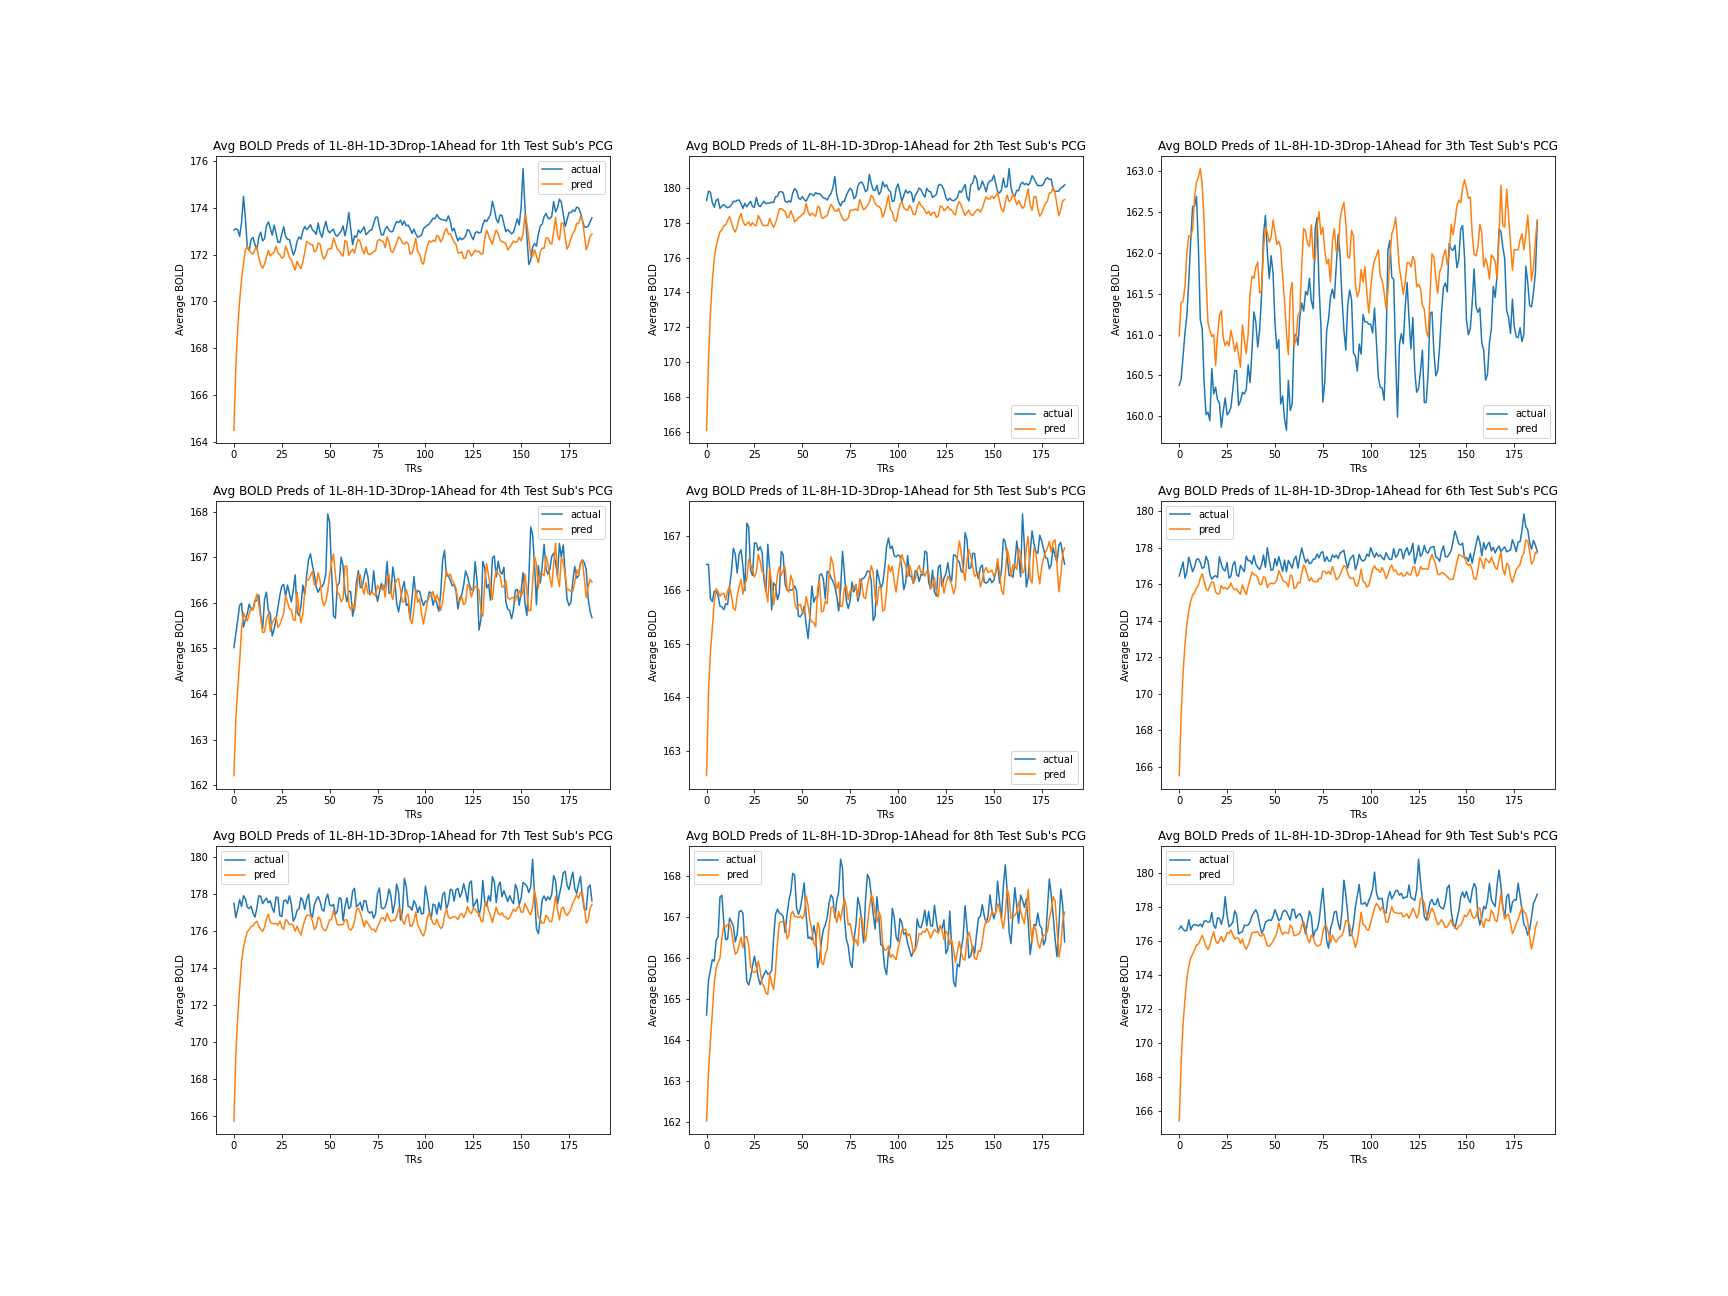 Avg BOLD Preds of 1L-8H-1D-3Drop-1Ahead for 1th Test Sub's PCG
176
174
172
170
168
166
164
Average BOLD
actual
pred
0 25 50 75 100 125 150 175
TRs
Avg BOLD Preds of 1L-8H-1D-3Drop-1Ahead for 2th Test Sub's PCG
180
178
176
174
172
170
168
166
Average BOLD
actual
pred
0 25 50 75 100 125 150 175
TRs
Avg BOLD Preds of 1L-8H-1D-3Drop-1Ahead for 3th Test Sub's PCG
163.0
162.5
162.0
161.5
161.0
160.5
160.0
Average BOLD
actual
pred
0 25 50 75 100 125 150 175
TRs
Avg BOLD Preds of 1L-8H-1D-3Drop-1Ahead for 4th Test Sub's PCG
168
167
166
165
164
163
162
Average BOLD
actual
pred
0 25 50 75 100 125 150 175
TRs
Avg BOLD Preds of 1L-8H-1D-3Drop-1Ahead for 5th Test Sub's PCG
167
166
165
164
163
Average BOLD
actual
pred
0 25 50 75 100 125 150 175
TRs
Avg BOLD Preds of 1L-8H-1D-3Drop-1Ahead for 6th Test Sub's PCG
180
178
176
174
172
170
168
166
Average BOLD
actual
pred
0 25 50 75 100 125 150 175
TRs
Avg BOLD Preds of 1L-8H-1D-3Drop-1Ahead for 7th Test Sub's PCG
180
178
176
174
172
170
168
166
Average BOLD
actual
pred
0 25 50 75 100 125 150 175
TRs
Avg BOLD Preds of 1L-8H-1D-3Drop-1Ahead for 8th Test Sub's PCG
168
167
166
165
164
163
162
Average BOLD
actual
pred
0 25 50 75 100 125 150 175
TRs
Avg BOLD Preds of 1L-8H-1D-3Drop-1Ahead for 9th Test Sub's PCG
180
178
176
174
172
170
168
166
Average BOLD
actual
pred
0 25 50 75 100 125 150 175
TRs